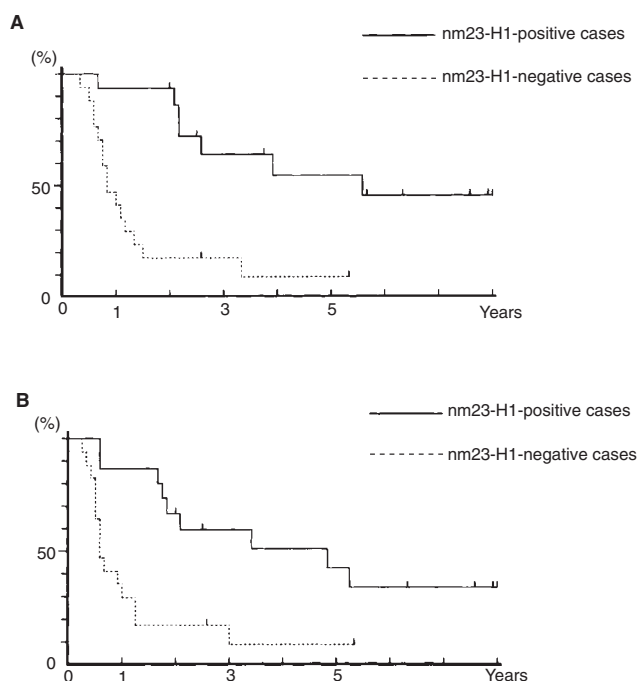 A
nm23-H1-positive cases
(%)
nm23-H1-negative cases
50
0
0 1 3 5 Years
B
nm23-H1-positive cases
(%)
nm23-H1-negative cases
50
0
0 1 3 5 Years